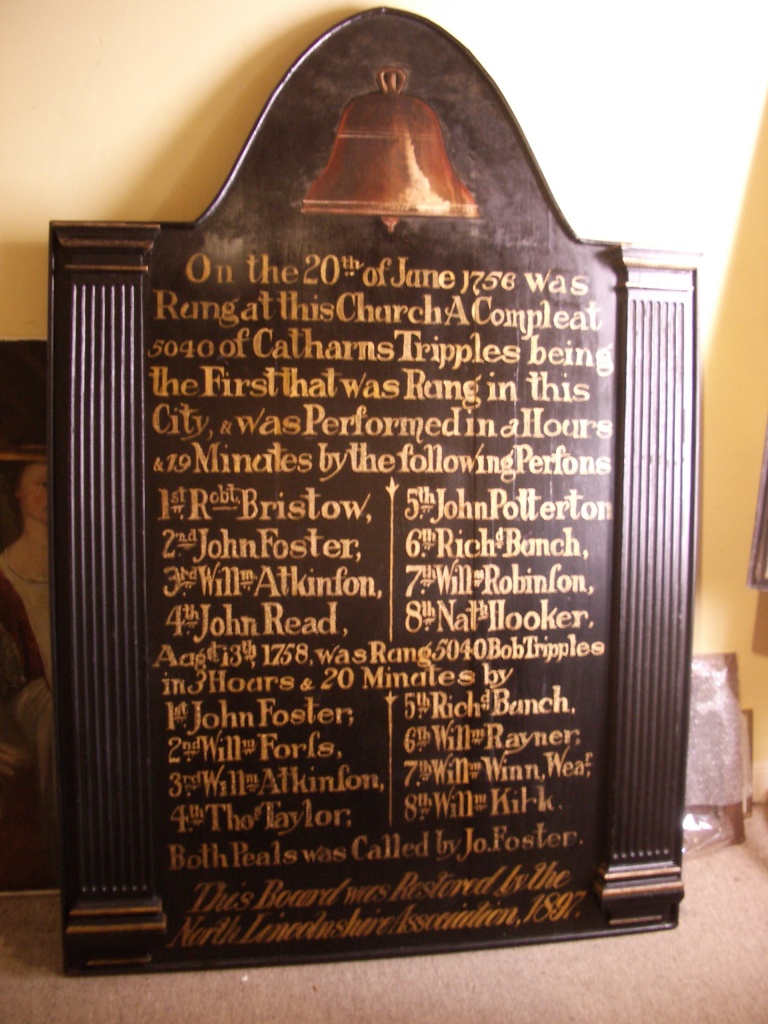 On the 20th of June 1756 was
Rung at this Church A Compleat
5040 of Catharns Tripples being
the First that was Rung in this
City, & was Performed in 2 Hours
& 19 Minutes by the following Perſons
1st. Robt. Bristow,
2nd John Foster,
3rd Willm. Atkinſon,
4th John Read,
5th John Potterton
6th Richd. Bunch,
7th Willm Robinſon,
8th Nath. Hooker.
Augst 13th, 1758, was Rung 5040 Bob Tripples
in 3 Hours & 20 Minutes by
1st John Foster,
2nd Willm Forſs.
3rd Willm. Atkinſon,
4th Thos. Taylor.
5th Richd. Bunch.
6th Willm Rayner.
7th Willm Winn, Wear.
8th Willm Kirk.
Both Peals was Called by Jo. Foster.
This Board was Restored by the
North Lincolnshire Association, 1897.